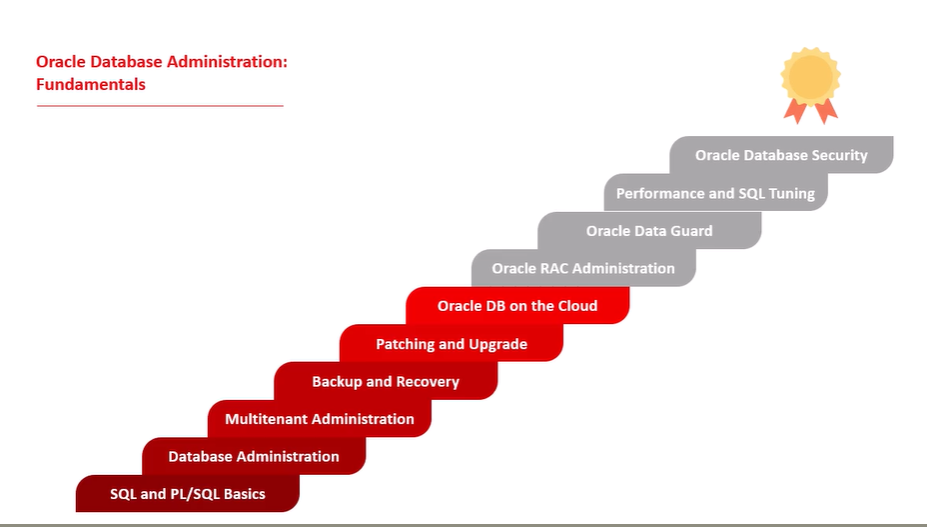 Oracle Database Administration:
Fundamentals
Oracle Database Security
Performance and SQL Tuning
Oracle Data Guard
Oracle RAC Administration
Oracle DB on the Cloud
Patching and Upgrade
Backup and Recovery
Multitenant Administration
Database Administration
SQL and PL/SQL Basics